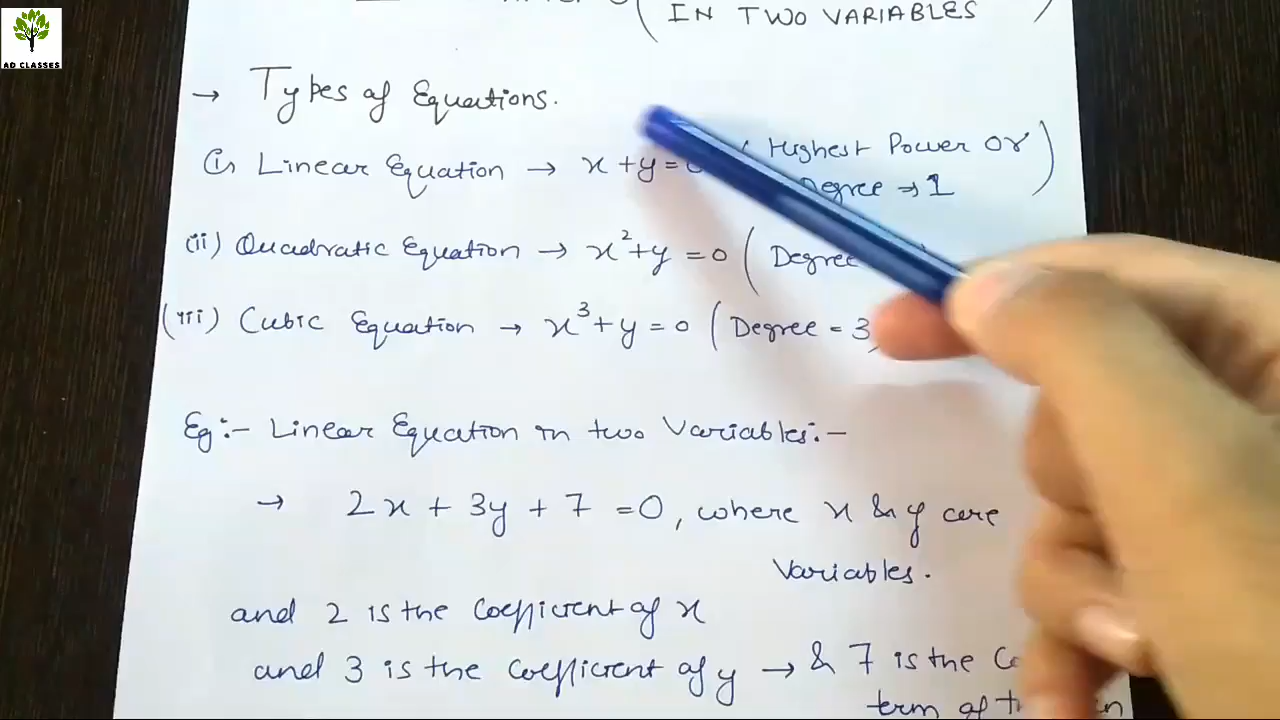 AD CLASSES
IN TWO VARIABLES
→ Types of Equations.
(i) Linear Equation → x + y = 0 ( Highest Power or
Degree → 1 )
(ii) Quadratic Equation → x² + y = 0 ( Degree
(iii) Cubic Equation → x³ + y = 0 ( Degree = 3
Eg:- Linear Equation in two Variables:-
→ 2x + 3y + 7 = 0, where x & y are
Variables.
and 2 is the coefficient of x
and 3 is the coefficient of y → & 7 is the
term of